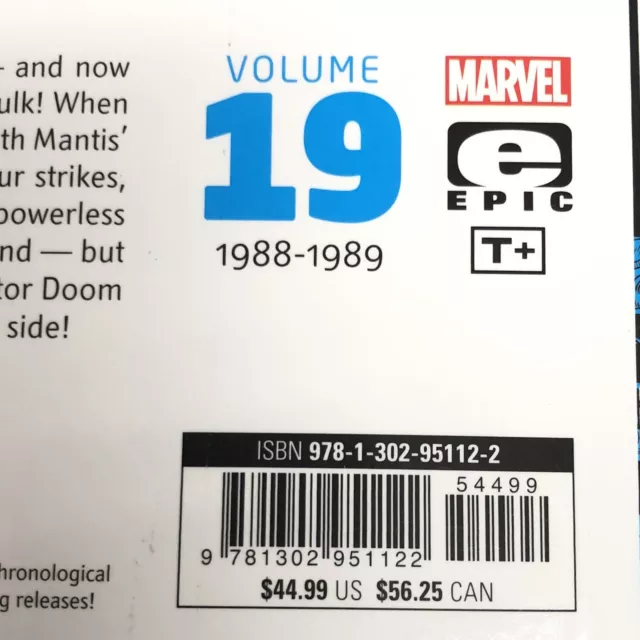 — and now
ulk! When
th Mantis’
ur strikes,
powerless
nd — but
tor Doom
side!
VOLUME
19
1988-1989
MARVEL
e
EPIC
T+
ISBN 978-1-302-95112-2
54499
9 781302 951122
$44.99 US $56.25 CAN
hronological
g releases!